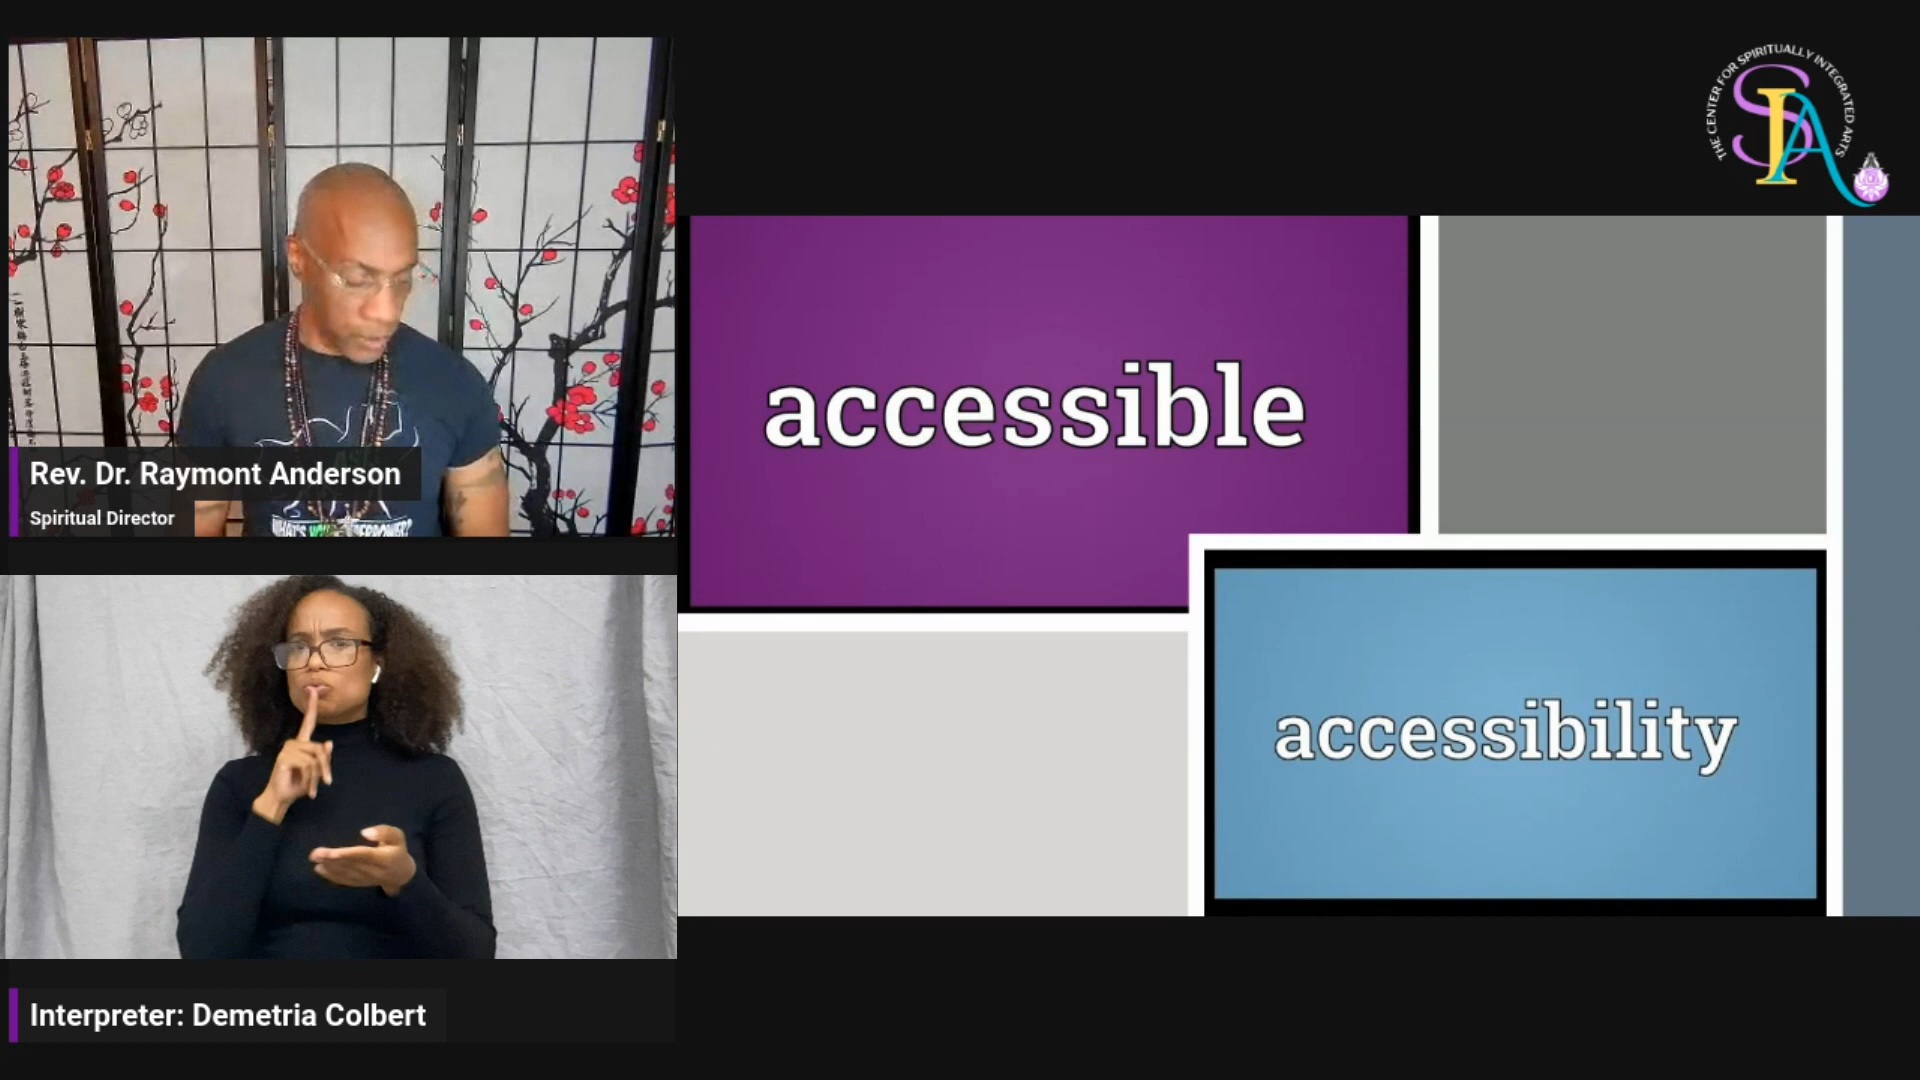 Rev. Dr. Raymont Anderson
Spiritual Director
Interpreter: Demetria Colbert
accessible
accessibility
THE CENTER FOR SPIRITUALLY INTEGRATED ARTS
SIA